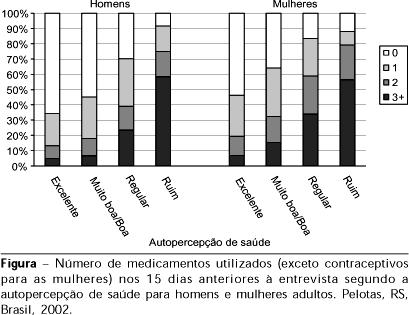 Homens Mulheres
100%
90%
80%
70%
60%
50%
40%
30%
20%
10%
0%
0
1
2
3+
Excelente Muito boa/Boa Regular Ruim Excelente Muito boa/Boa Regular Ruim
Autopercepção de saúde
Figura – Número de medicamentos utilizados (exceto contraceptivos
para as mulheres) nos 15 dias anteriores à entrevista segundo a
autopercepção de saúde para homens e mulheres adultos. Pelotas, RS,
Brasil, 2002.